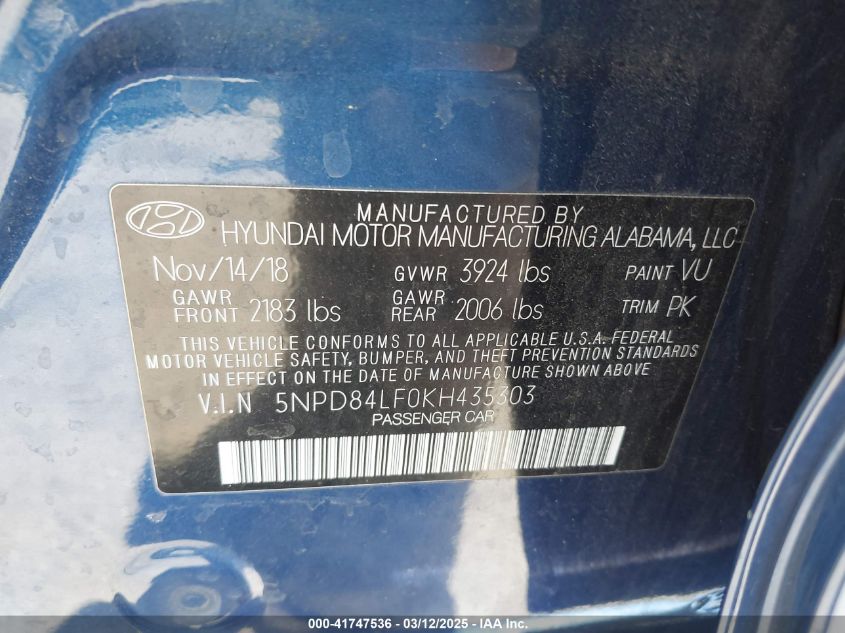 MANUFACTURED BY
HYUNDAI MOTOR MANUFACTURING ALABAMA, LLC
Nov/14/18 GVWR 3924 lbs PAINT VU
GAWR FRONT 2183 lbs GAWR REAR 2006 lbs TRIM PK
THIS VEHICLE CONFORMS TO ALL APPLICABLE U.S.A. FEDERAL
MOTOR VEHICLE SAFETY, BUMPER, AND THEFT PREVENTION STANDARDS
IN EFFECT ON THE DATE OF MANUFACTURE SHOWN ABOVE
V.I.N 5NPD84LF0KH435303
PASSENGER CAR
000-41747536 - 03/12/2025 - IAA Inc.